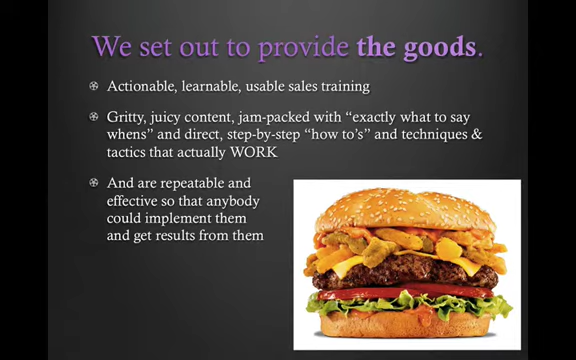 We set out to provide the goods.
Actionable, learnable, usable sales training
Gritty, juicy content, jam-packed with “exactly what to say
whens” and direct, step-by-step “how to’s” and techniques &
tactics that actually WORK
And are repeatable and
effective so that anybody
could implement them
and get results from them